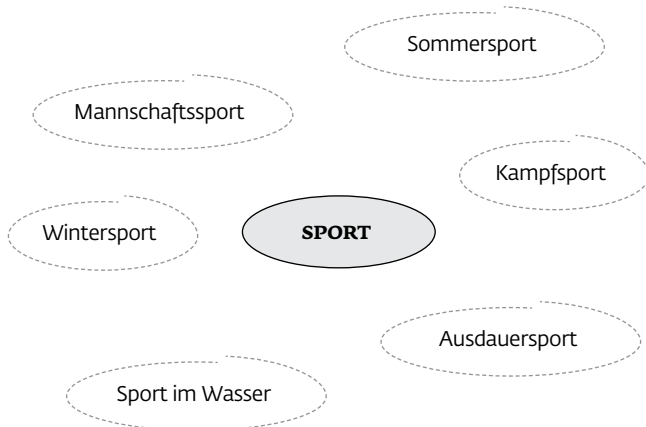 Sommersport
Mannschaftssport
Kampfsport
Wintersport
SPORT
Ausdauersport
Sport im Wasser